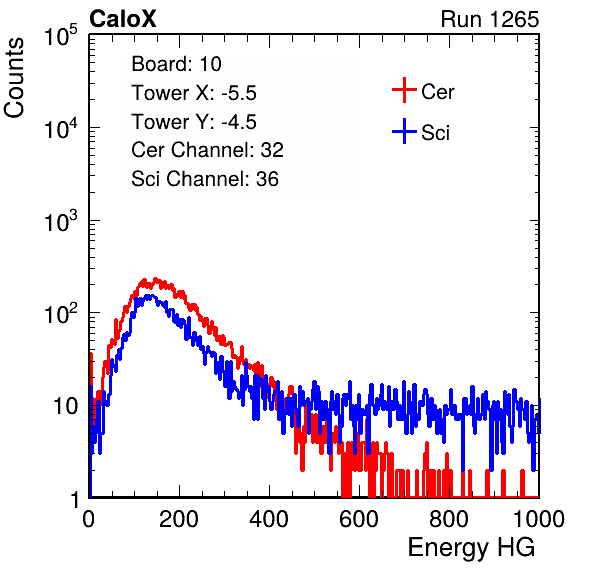 CaloX Run 1265
Counts
10^5
10^4
10^3
10^2
10
1
Board: 10
Tower X: -5.5
Tower Y: -4.5
Cer Channel: 32
Sci Channel: 36
Cer
Sci
0 200 400 600 800 1000
Energy HG